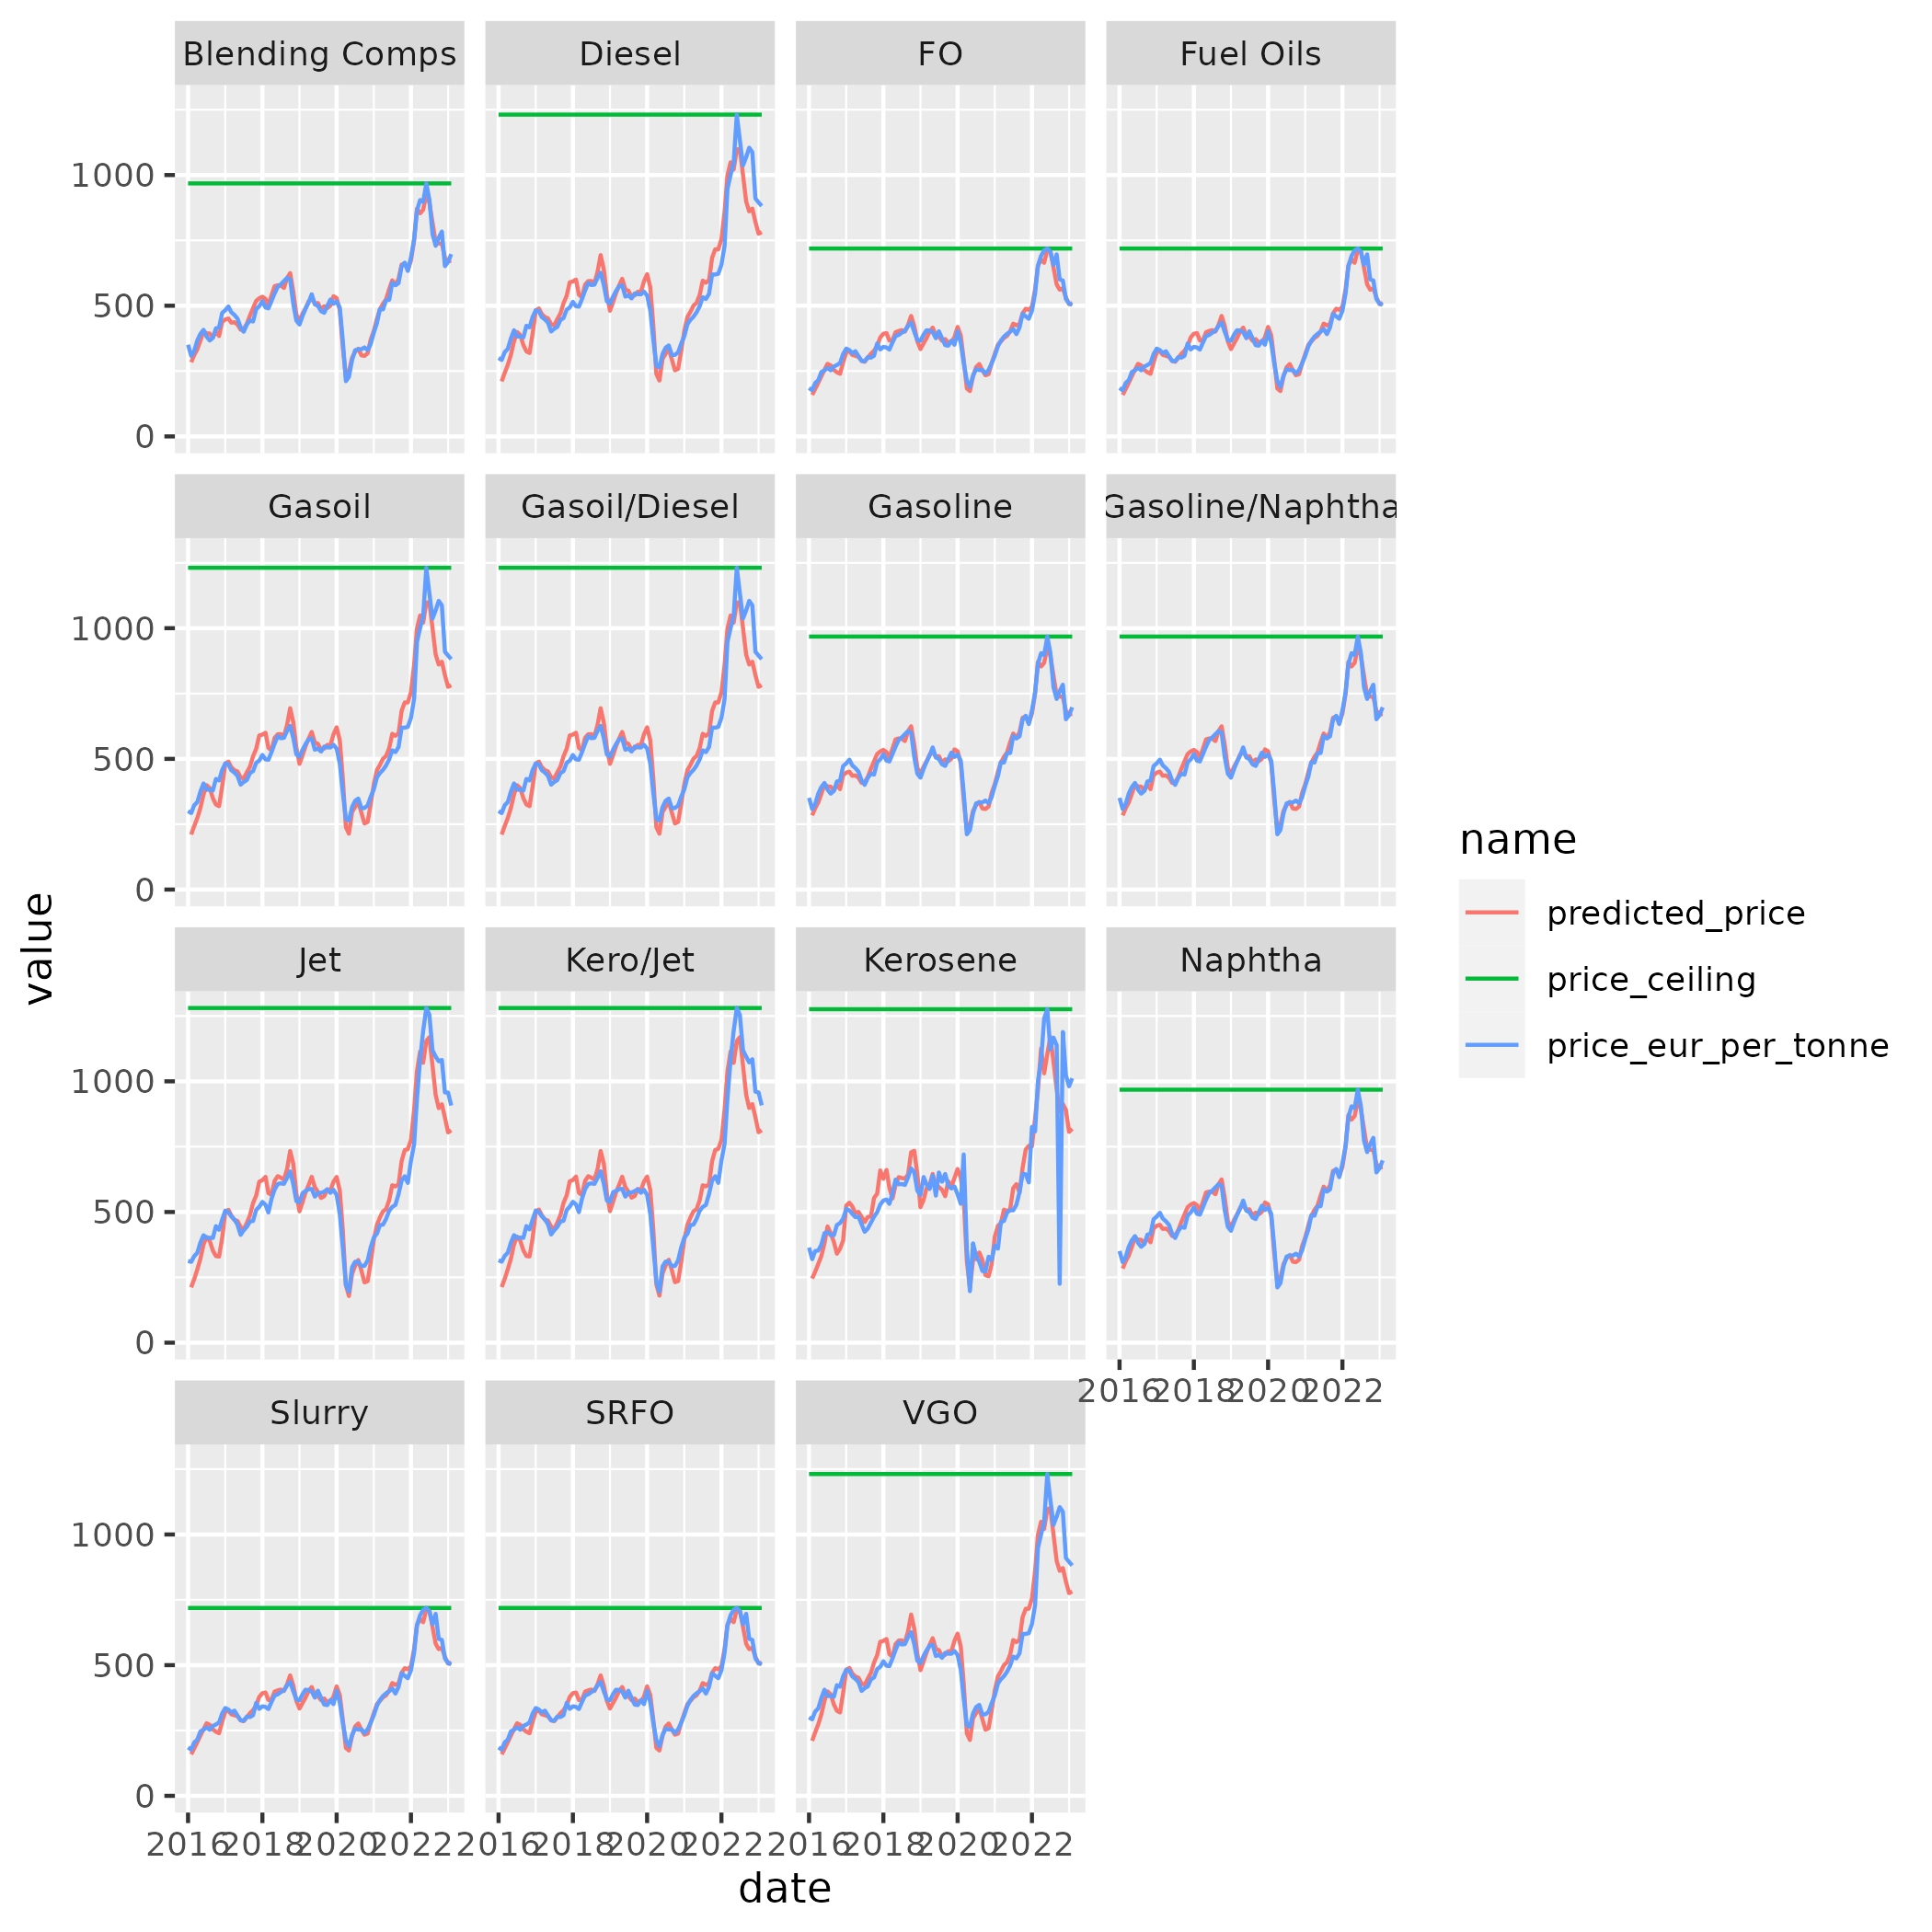 Blending Comps Diesel FO Fuel Oils
1000
500
0
Gasoil Gasoil/Diesel Gasoline Gasoline/Naphtha
1000
500
0
Jet Kero/Jet Kerosene Naphtha
1000
500
0
2016 2018 2020 2022
Slurry SRFO VGO
1000
500
0
2016 2018 2020 2022 2016 2018 2020 2022 2016 2018 2020 2022
date
value
name
predicted_price
price_ceiling
price_eur_per_tonne